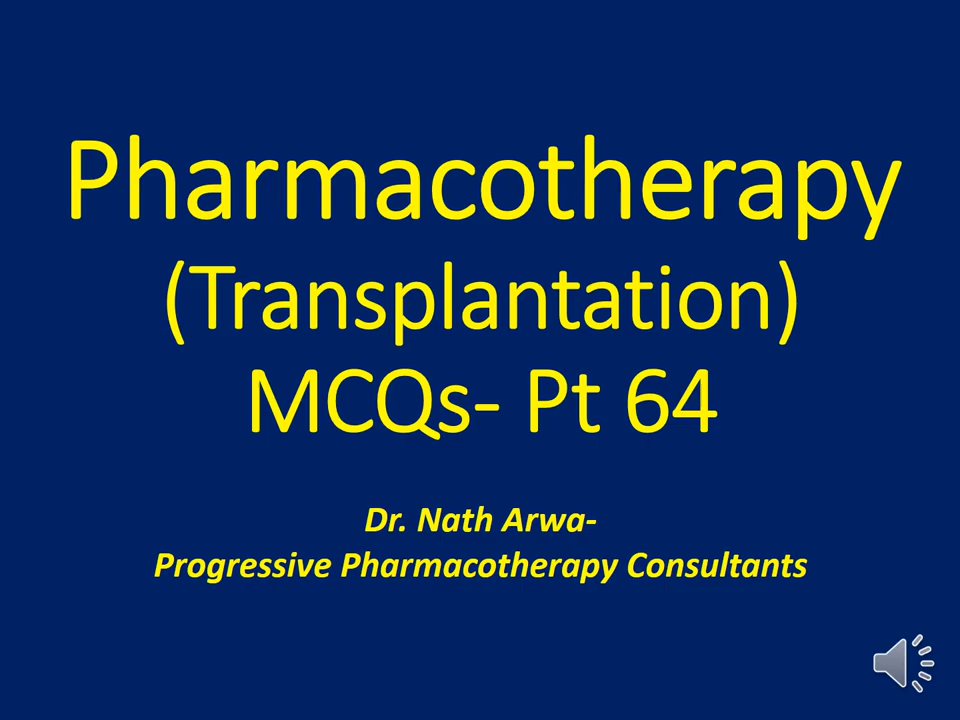 Pharmacotherapy
(Transplantation)
MCQs- Pt 64
Dr. Nath Arwa-
Progressive Pharmacotherapy Consultants